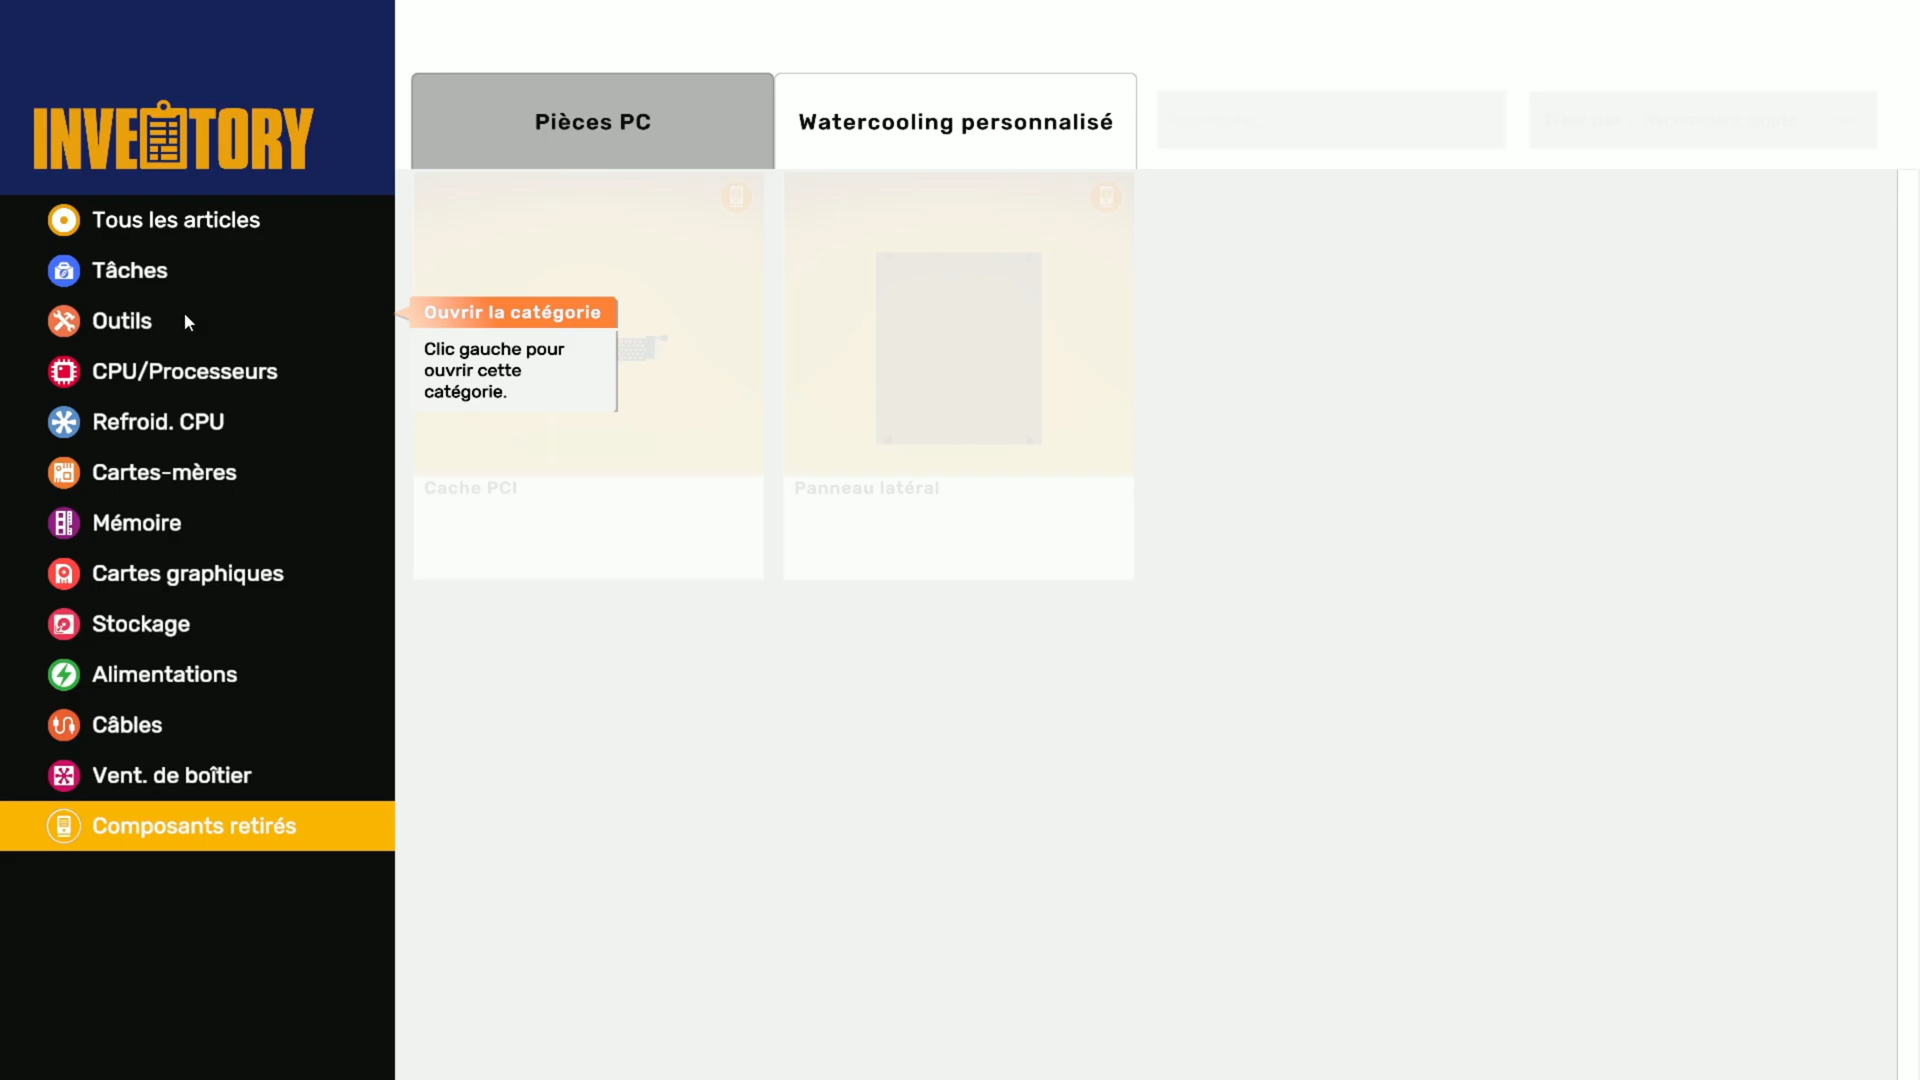 INVENTORY
Pièces PC
Watercooling personnalisé
Tous les articles
Tâches
Outils
CPU/Processeurs
Refroid. CPU
Cartes-mères
Mémoire
Cartes graphiques
Stockage
Alimentations
Câbles
Vent. de boîtier
Composants retirés
Ouvrir la catégorie
Clic gauche pour
ouvrir cette
catégorie.
Cache PCI
Panneau latéral